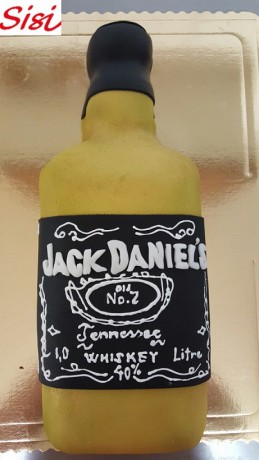 Sisi
JACK DANIEL'S
Old
No.7
Tennessee
WHISKEY
1,0 40% Litre